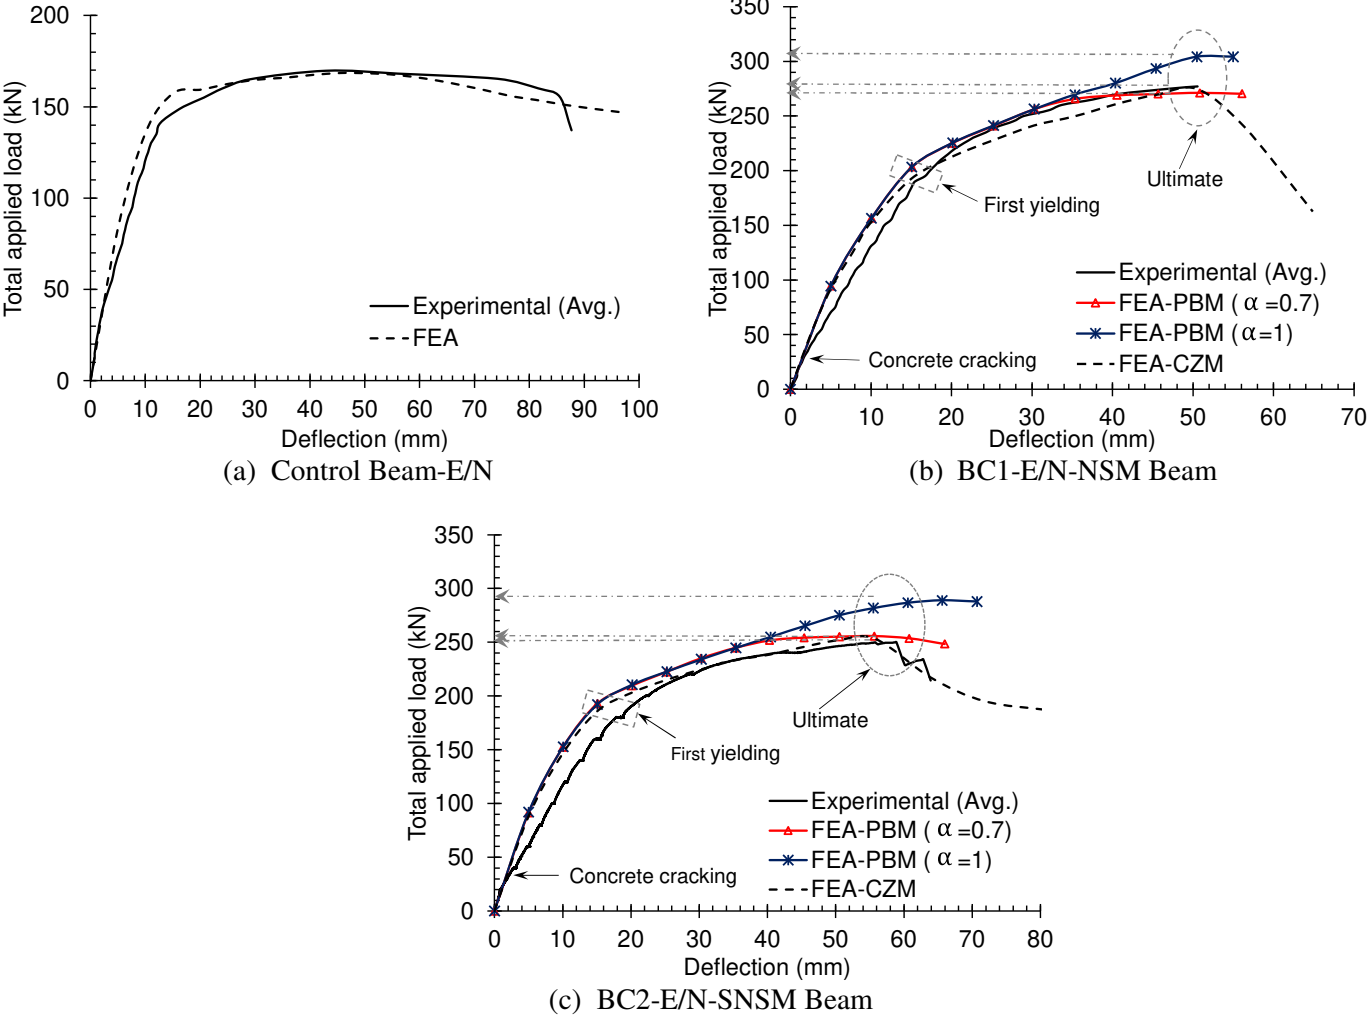 200
150
100
50
0
Total applied load (kN)
Experimental (Avg.)
FEA
0 10 20 30 40 50 60 70 80 90 100
Deflection (mm)
(a) Control Beam-E/N
350
300
250
200
150
100
50
0
Total applied load (kN)
Ultimate
First yielding
Experimental (Avg.)
FEA-PBM ( α =0.7)
FEA-PBM ( α=1)
FEA-CZM
Concrete cracking
0 10 20 30 40 50 60 70
Deflection (mm)
(b) BC1-E/N-NSM Beam
350
300
250
200
150
100
50
0
Total applied load (kN)
Ultimate
First yielding
Experimental (Avg.)
FEA-PBM ( α =0.7)
FEA-PBM ( α=1)
FEA-CZM
Concrete cracking
0 10 20 30 40 50 60 70 80
Deflection (mm)
(c) BC2-E/N-SNSM Beam